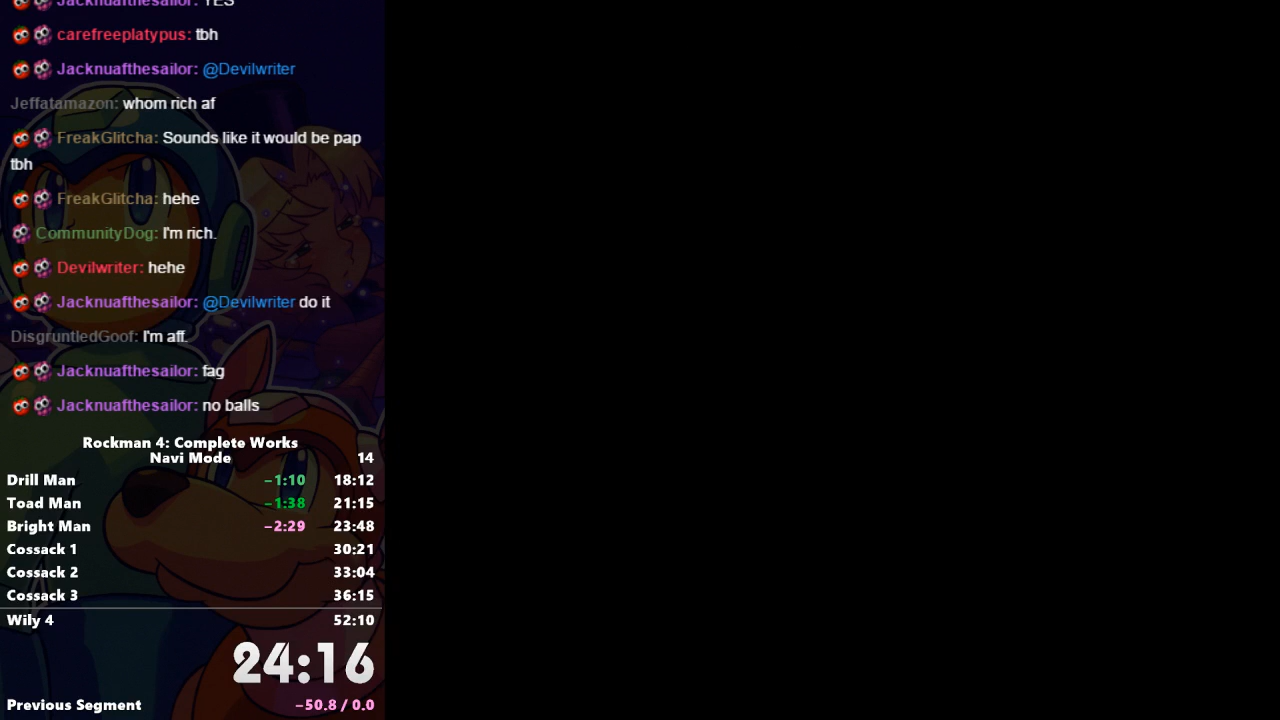 Jacknuafthesailor: YES
carefreeplatypus: tbh
Jacknuafthesailor: @Devilwriter
Jeffatamazon: whom rich af
FreakGlitcha: Sounds like it would be pap
tbh
FreakGlitcha: hehe
CommunityDog: I'm rich.
Devilwriter: hehe
Jacknuafthesailor: @Devilwriter do it
DisgruntledGoof: I'm aff.
Jacknuafthesailor: fag
Jacknuafthesailor: no balls
Rockman 4: Complete Works
Navi Mode 14
Drill Man -1:10 18:12
Toad Man -1:38 21:15
Bright Man -2:29 23:48
Cossack 1 30:21
Cossack 2 33:04
Cossack 3 36:15
Wily 4 52:10
24:16
Previous Segment -50.8 / 0.0